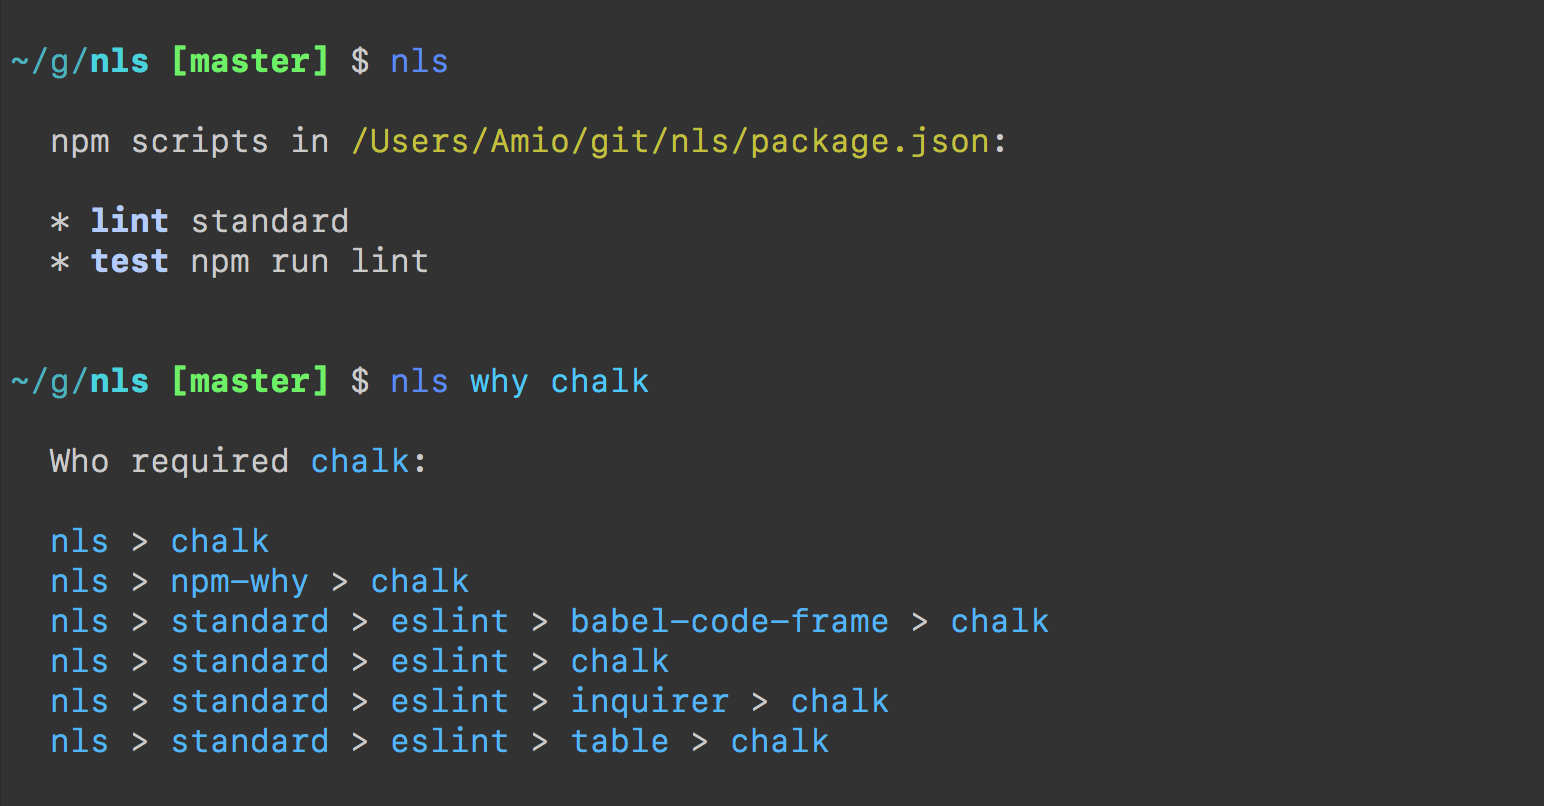 ~/g/nls [master] $ nls
npm scripts in /Users/Amio/git/nls/package.json:
* lint standard
* test npm run lint
~/g/nls [master] $ nls why chalk
Who required chalk:
nls > chalk
nls > npm-why > chalk
nls > standard > eslint > babel-code-frame > chalk
nls > standard > eslint > chalk
nls > standard > eslint > inquirer > chalk
nls > standard > eslint > table > chalk